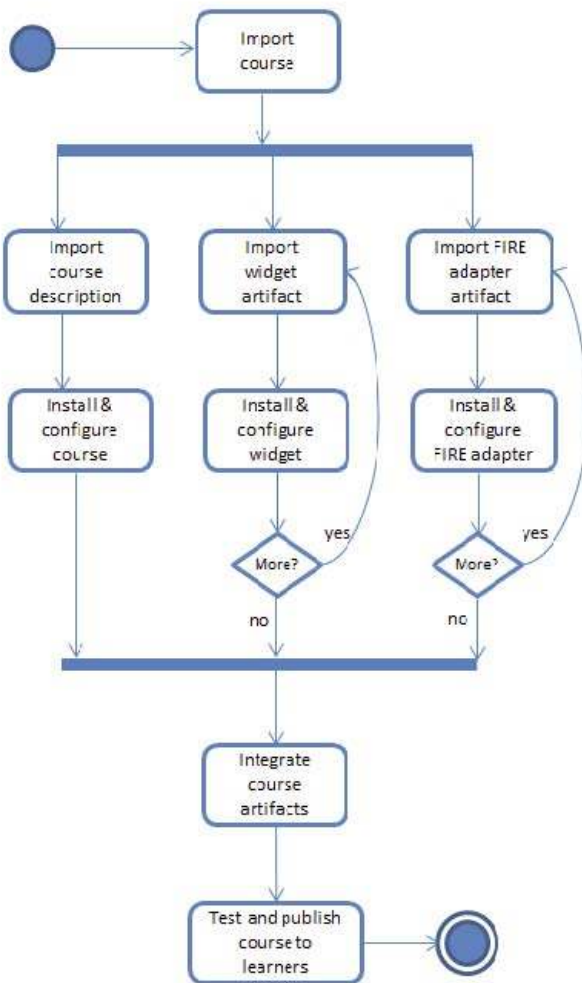 Import
course
Import
course
description
Import
widget
artifact
Import FIRE
adapter
artifact
Install &
configure
course
Install &
configure
widget
Install &
configure
FIRE adapter
yes
yes
More?
More?
no
no
Integrate
course
artifacts
Test and publish
course to
learners